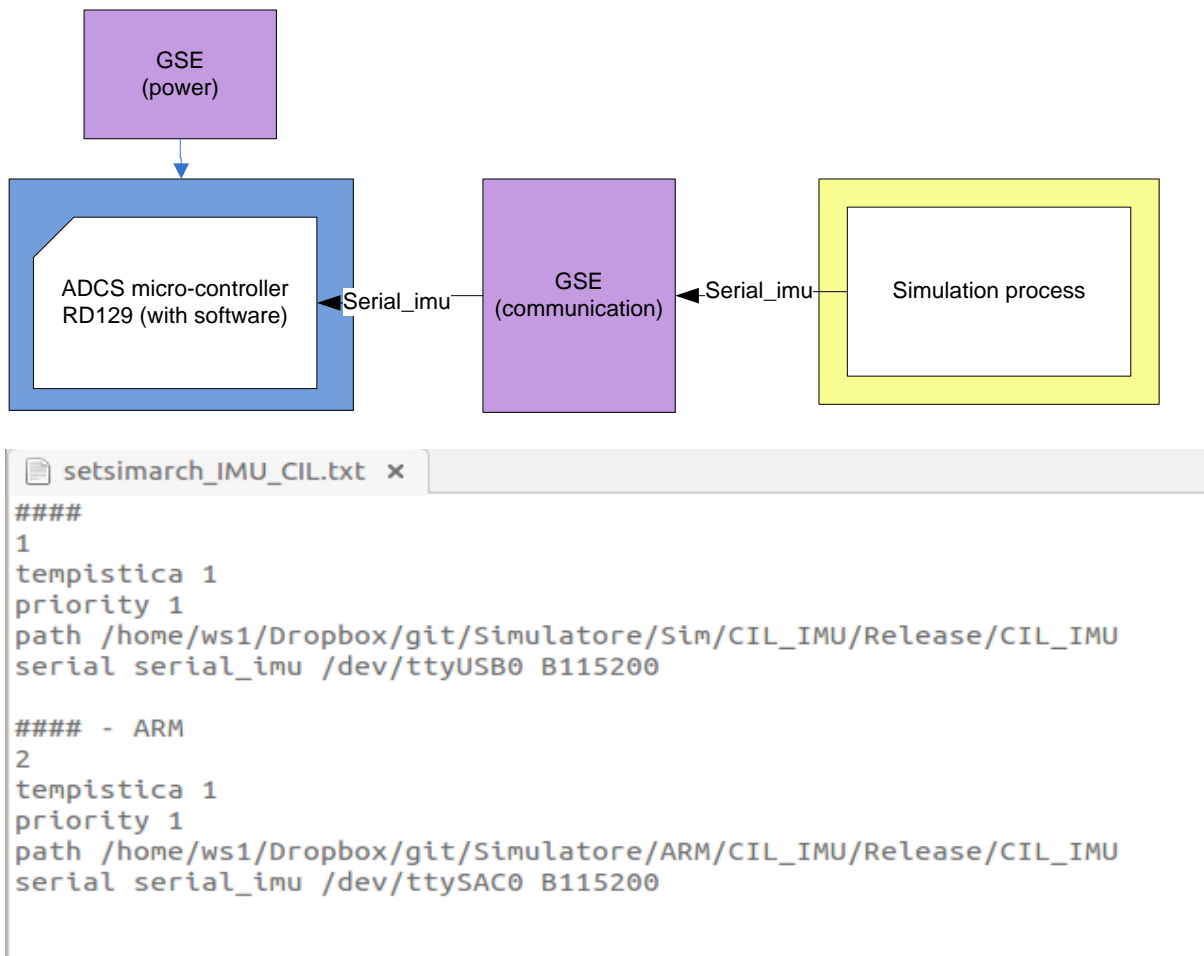 GSE
(power)
ADCS micro-controller
RD129 (with software)
Serial_imu
GSE
(communication)
Serial_imu
Simulation process
setsimarch_IMU_CIL.txt ×
####
1
tempistica 1
priority 1
path /home/ws1/Dropbox/git/Simulatore/Sim/CIL_IMU/Release/CIL_IMU
serial serial_imu /dev/ttyUSB0 B115200
#### - ARM
2
tempistica 1
priority 1
path /home/ws1/Dropbox/git/Simulatore/ARM/CIL_IMU/Release/CIL_IMU
serial serial_imu /dev/ttySAC0 B115200